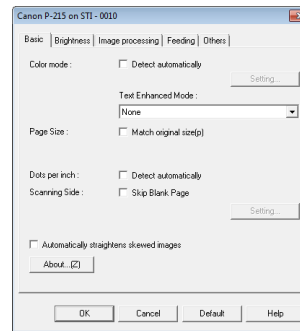 Canon P-215 on STI - 0010
Basic Brightness Image processing Feeding Others
Color mode : Detect automatically
Setting...
Text Enhanced Mode :
None
Page Size : Match original size(p)
Dots per inch : Detect automatically
Scanning Side : Skip Blank Page
Setting...
Automatically straightens skewed images
About...(Z)
OK Cancel Default Help